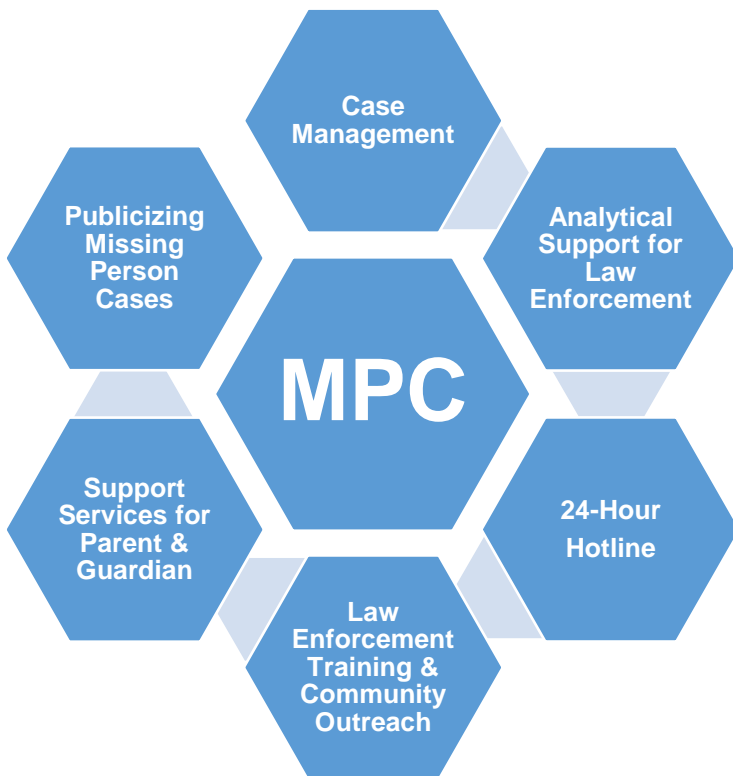 Case
Management
Publicizing
Missing
Person
Cases
Analytical
Support for
Law
Enforcement
MPC
Support
Services for
Parent &
Guardian
24-Hour
Hotline
Law
Enforcement
Training &
Community
Outreach